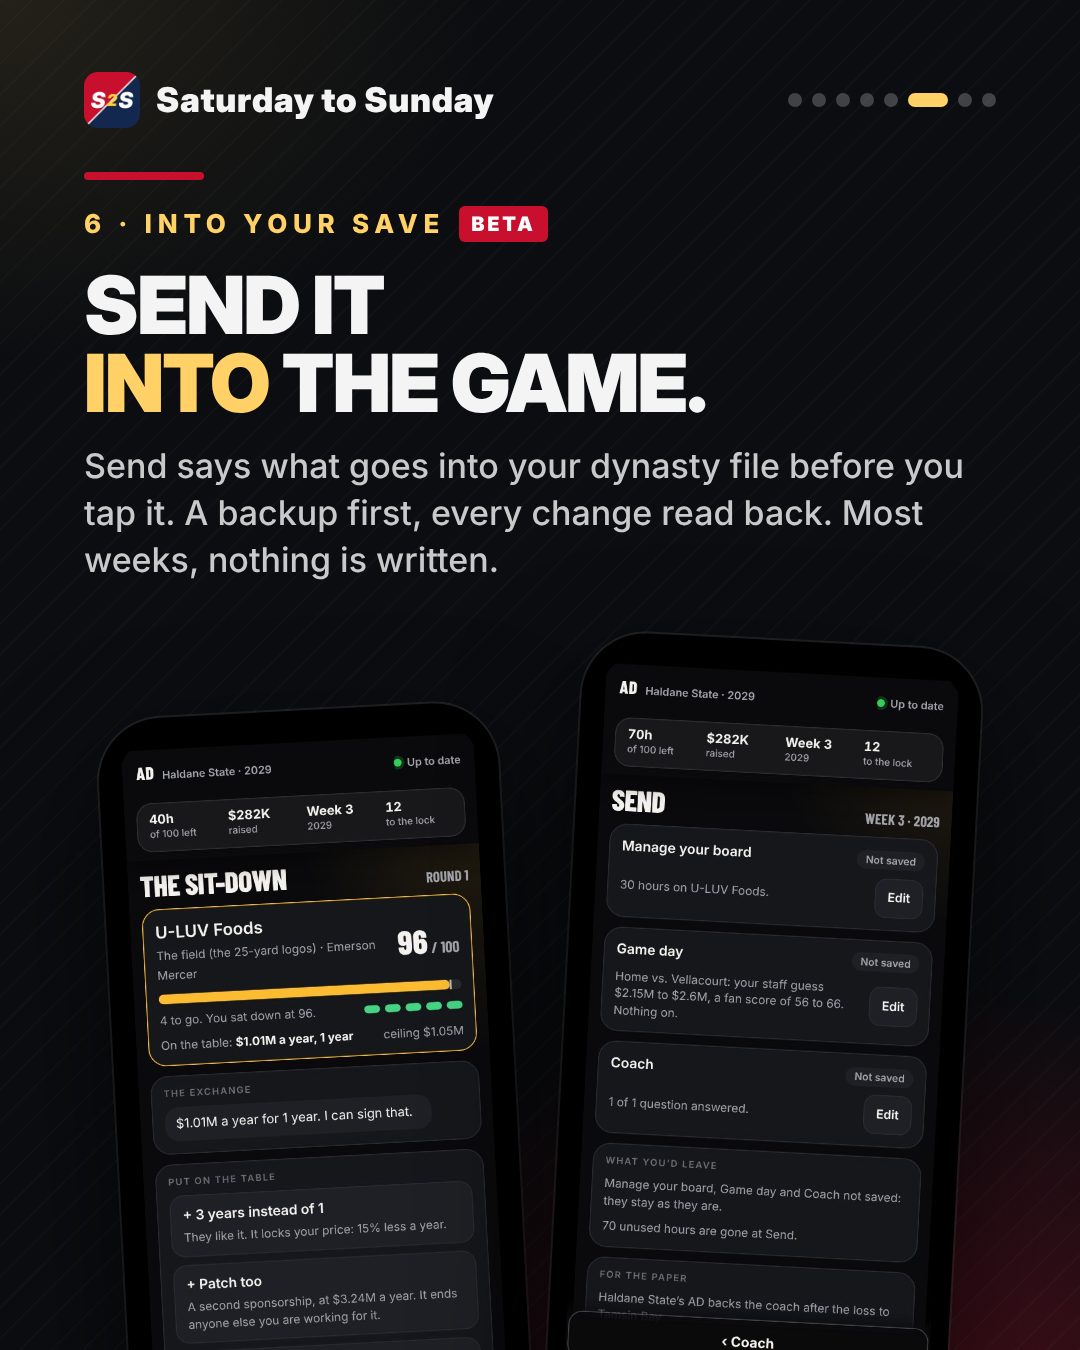 S2S Saturday to Sunday
6 · INTO YOUR SAVE BETA
SEND IT
INTO THE GAME.
Send says what goes into your dynasty file before you
tap it. A backup first, every change read back. Most
weeks, nothing is written.
AD Haldane State · 2029 Up to date
40h $282K Week 3 12
of 100 left raised 2029 to the lock
THE SIT-DOWN ROUND 1
U-LUV Foods
The field (the 25-yard logos) · Emerson
Mercer
96 / 100
4 to go. You sat down at 96.
On the table: $1.01M a year, 1 year ceiling $1.05M
THE EXCHANGE
$1.01M a year for 1 year. I can sign that.
PUT ON THE TABLE
+ 3 years instead of 1
They like it. It locks your price: 15% less a year.
+ Patch too
A second sponsorship, at $3.24M a year. It ends
anyone else you are working for.
AD Haldane State · 2029 Up to date
70h $282K Week 3 12
of 100 left raised 2029 to the lock
SEND WEEK 3 · 2029
Manage your board Not saved
30 hours on U-LUV Foods. Edit
Game day Not saved
Home vs. Vellacourt: your staff guess
$2.15M to $2.6M, a fan score of 56 to 66.
Nothing on.
Edit
Coach Not saved
1 of 1 question answered. Edit
WHAT YOU'D LEAVE
Manage your board, Game day and Coach not saved:
they stay as they are.
70 unused hours are gone at Send.
FOR THE PAPER
Haldane State's AD backs the coach after the loss to
‹ Coach